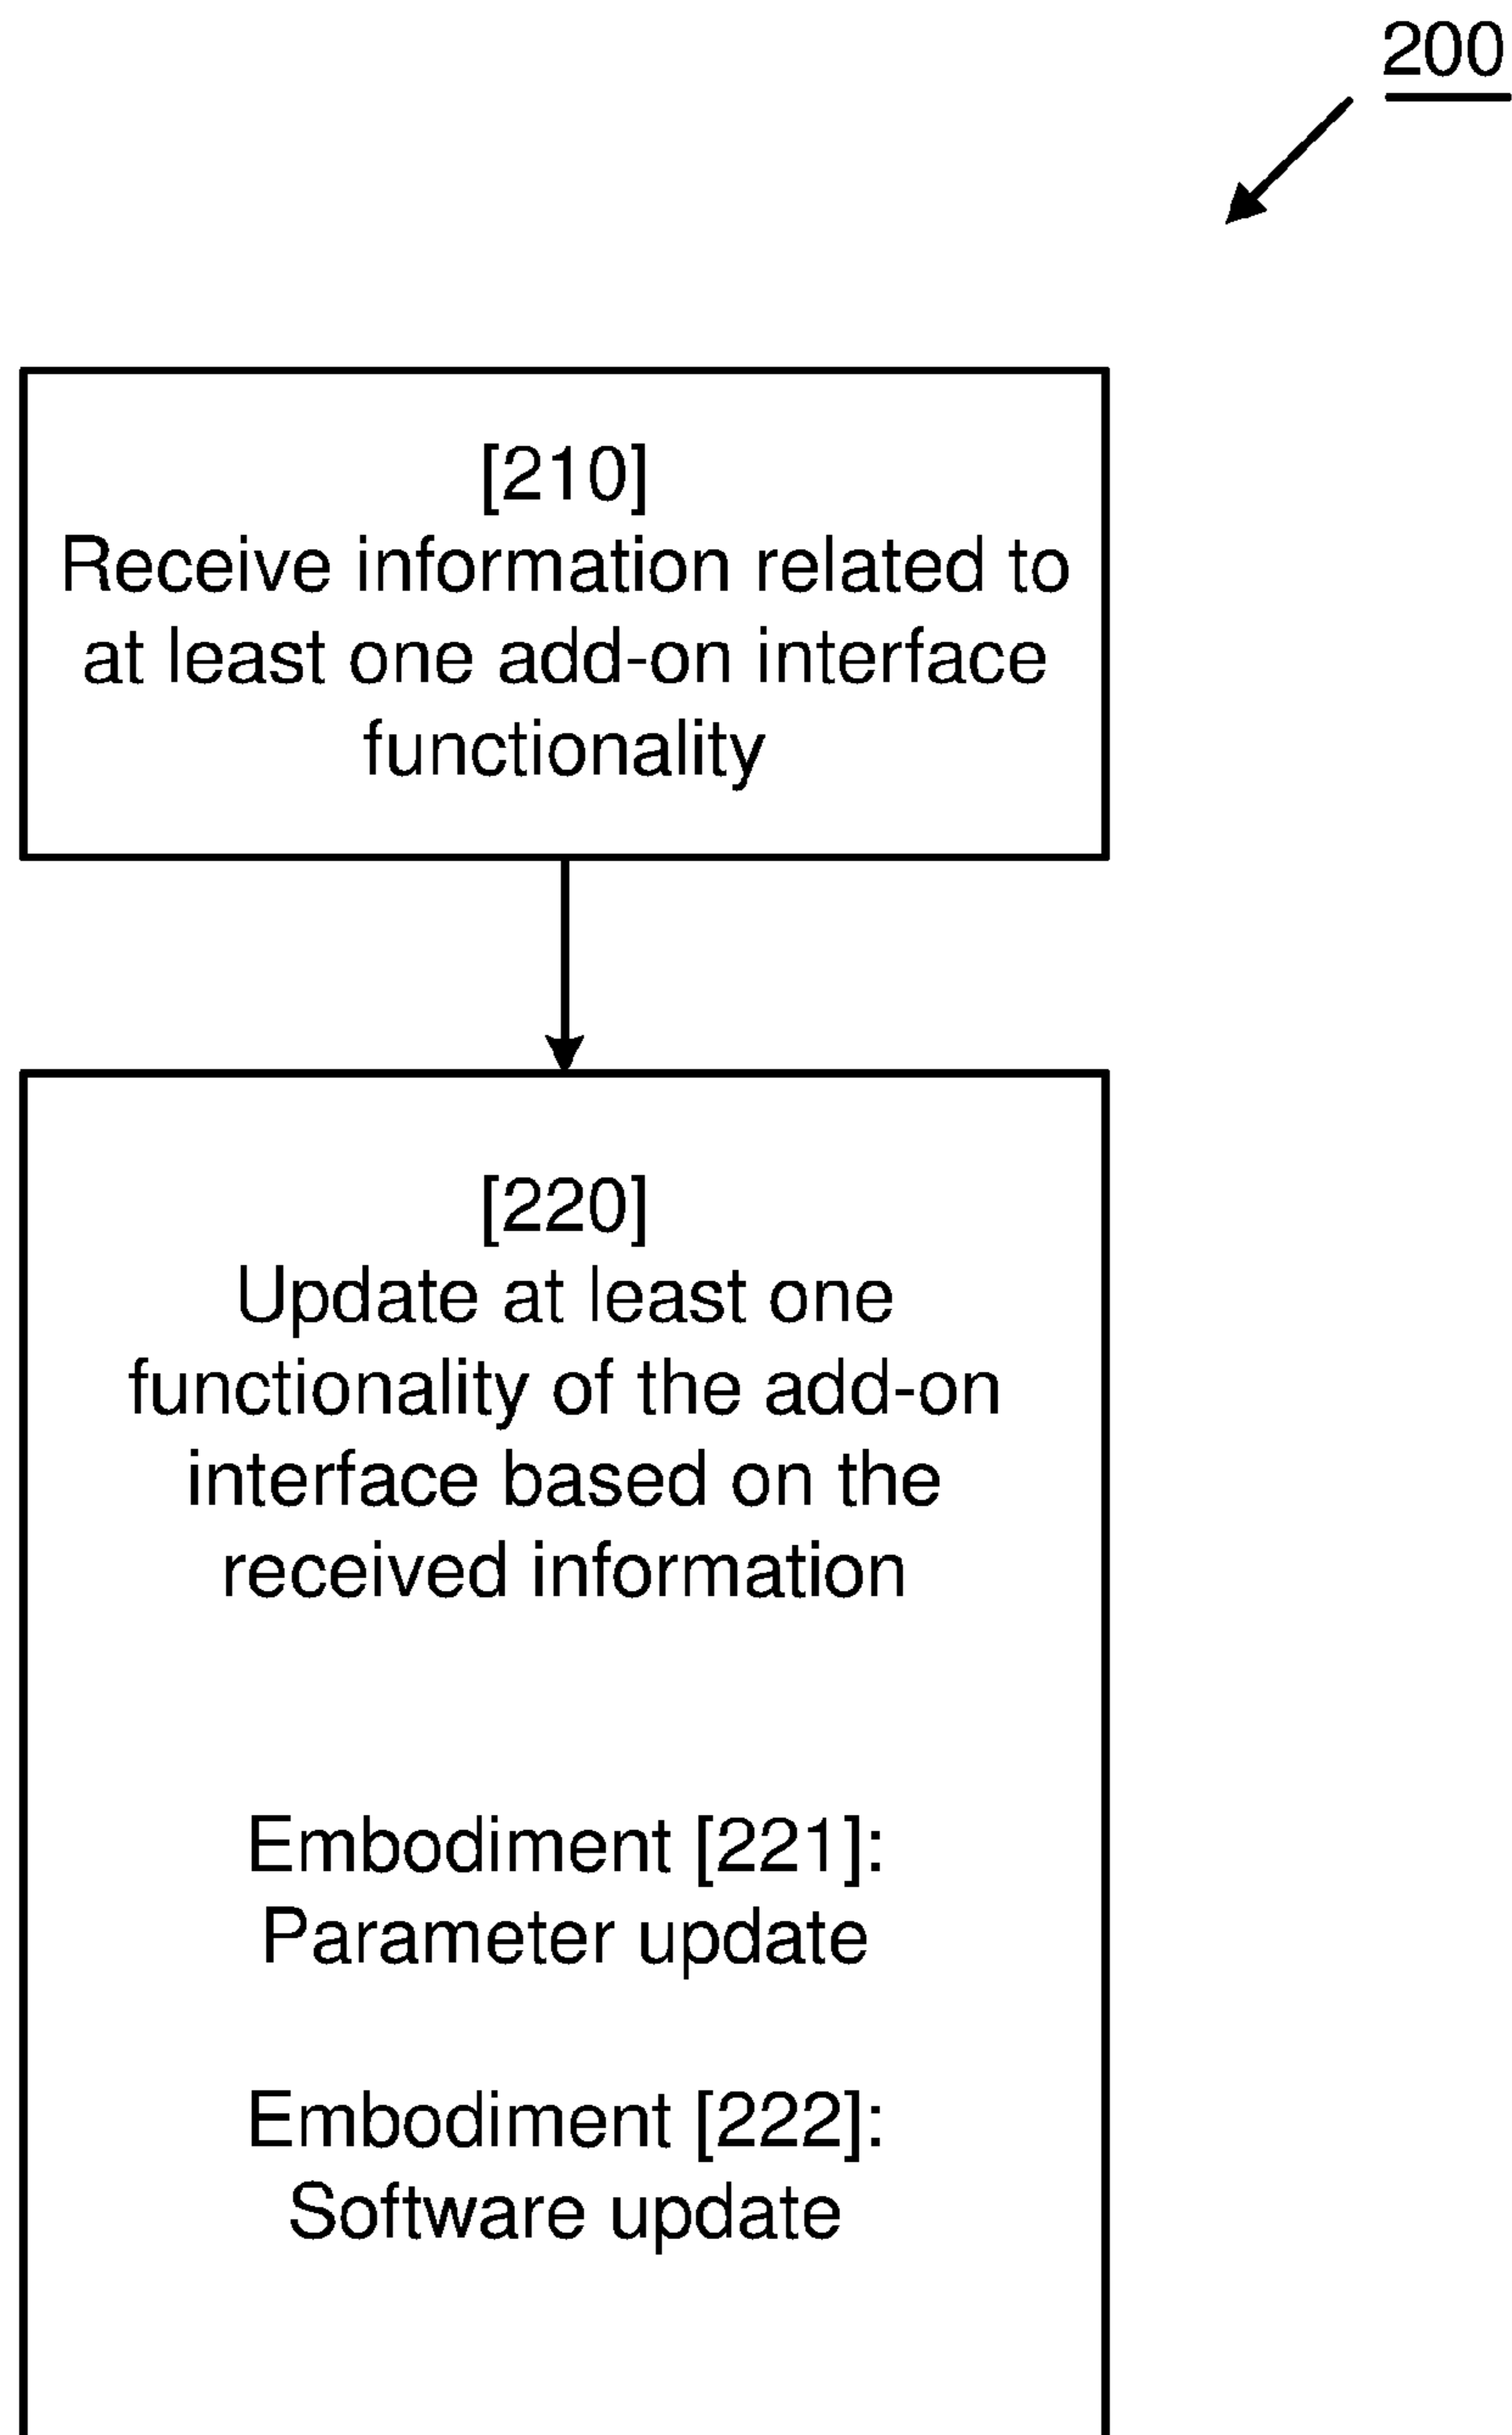 200
[210]
Receive information related to
at least one add-on interface
functionality
[220]
Update at least one
functionality of the add-on
interface based on the
received information
Embodiment [221]:
Parameter update
Embodiment [222]:
Software update